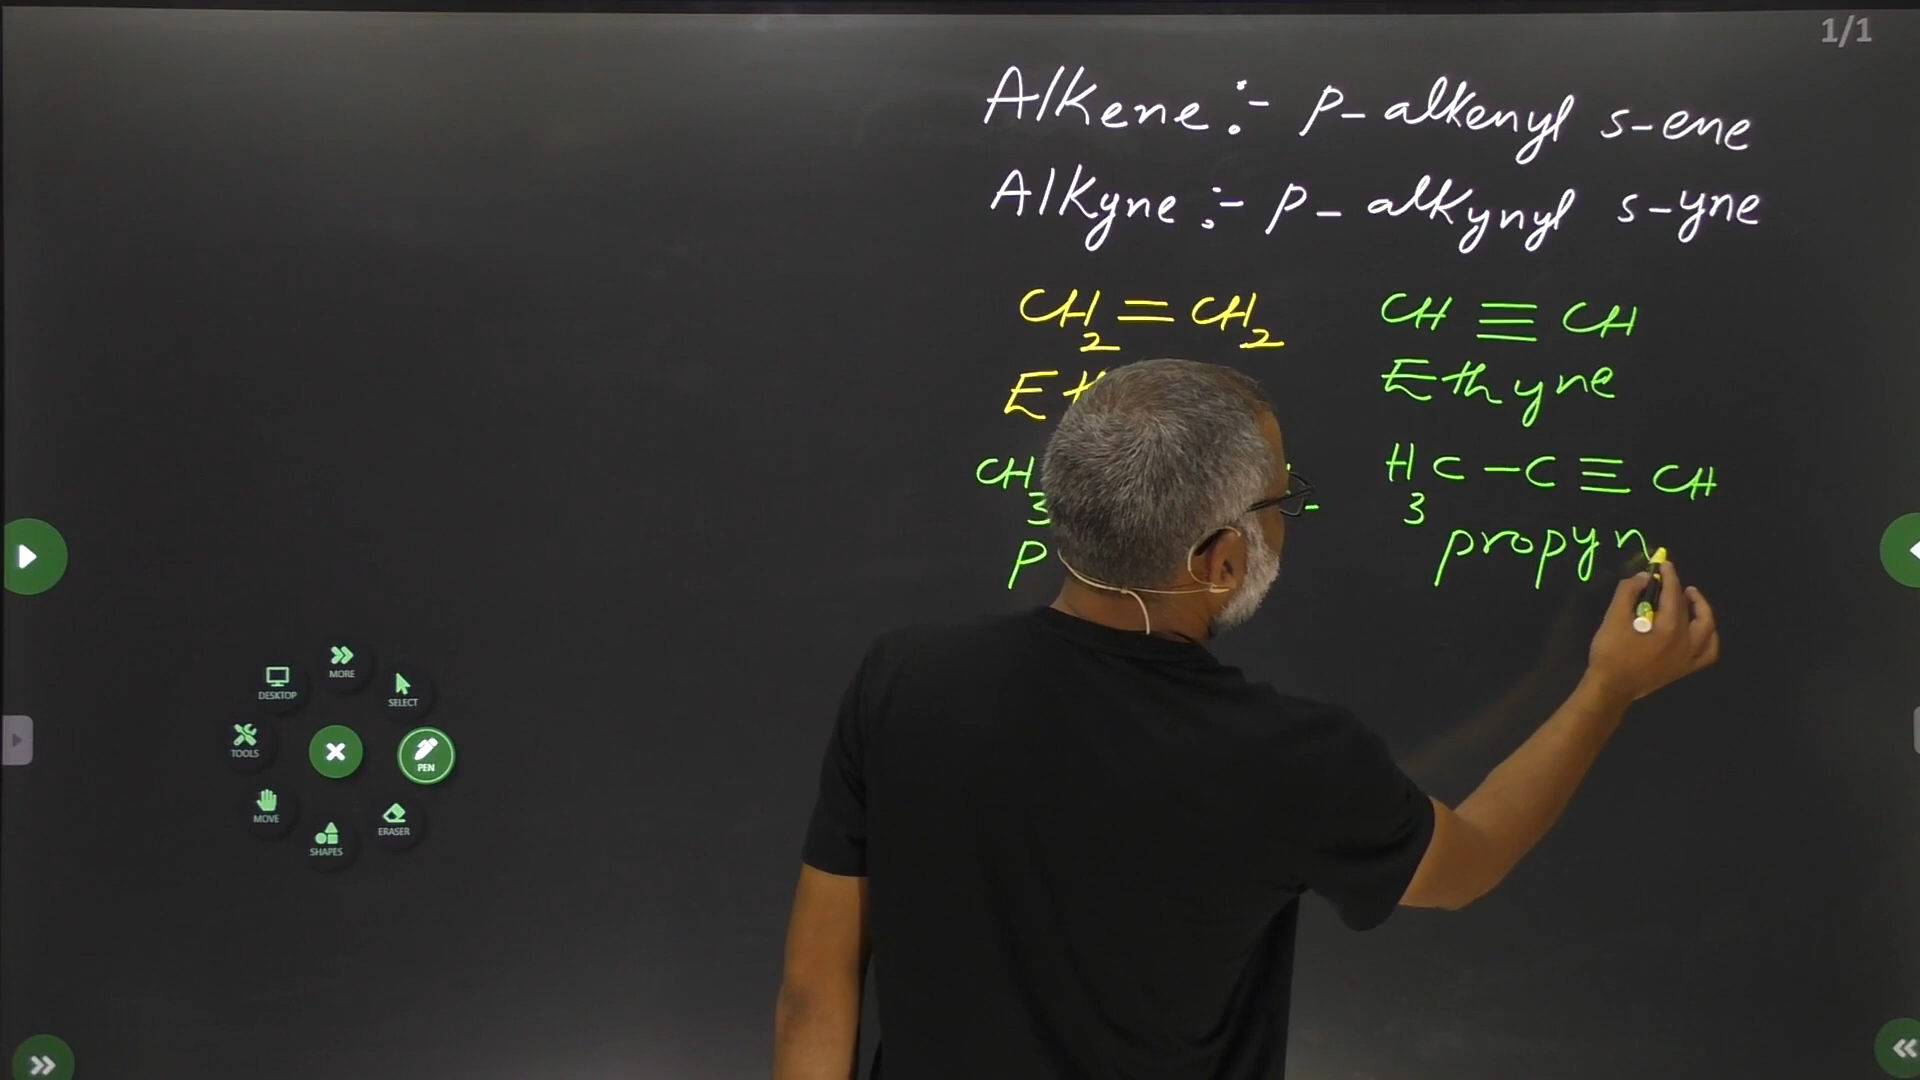 1/1
Alkene :- p- alkenyl s-ene
Alkyne :- p- alkynyl s-yne
CH2 = CH2
CH ≡ CH
Ethyne
CH3
H3C - C ≡ CH
propyn
MORE
DESKTOP
SELECT
TOOLS
PEN
MOVE
ERASER
SHAPES